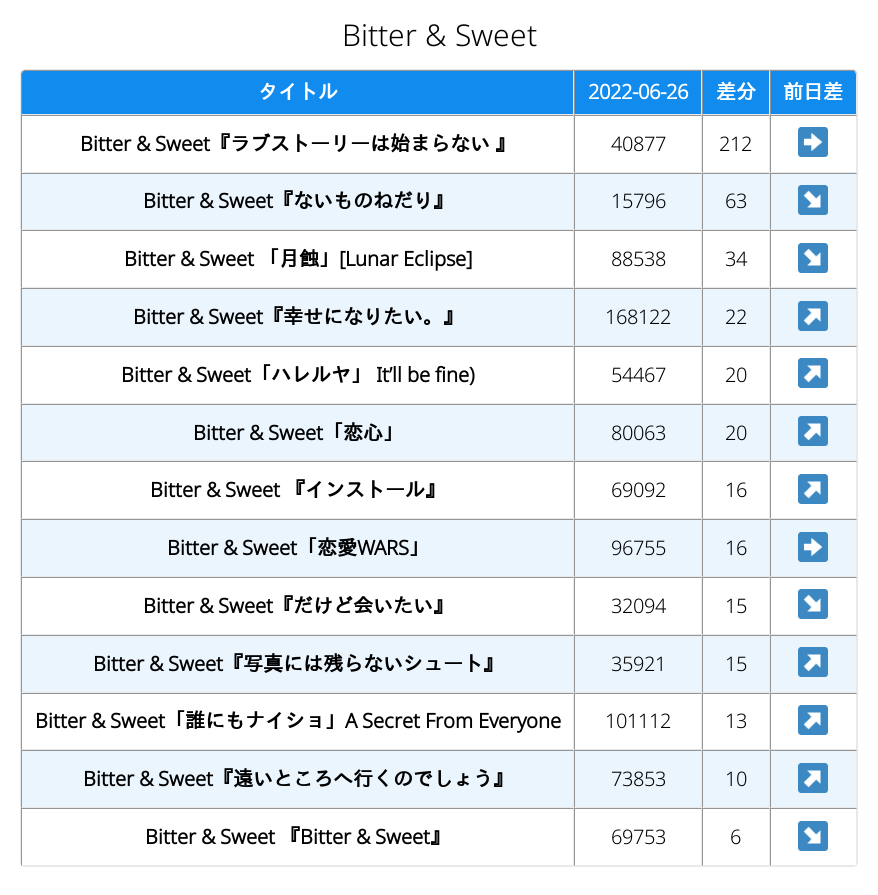 Bitter & Sweet
タイトル 2022-06-26 差分 前日差
Bitter & Sweet『ラブストーリーは始まらない 』 40877 212 ➡
Bitter & Sweet『ないものねだり』 15796 63 ↘
Bitter & Sweet 「月蝕」[Lunar Eclipse] 88538 34 ↘
Bitter & Sweet『幸せになりたい。』 168122 22 ↗
Bitter & Sweet「ハレルヤ」 It’ll be fine) 54467 20 ↗
Bitter & Sweet「恋心」 80063 20 ↗
Bitter & Sweet 『インストール』 69092 16 ↗
Bitter & Sweet「恋愛WARS」 96755 16 ➡
Bitter & Sweet『だけど会いたい』 32094 15 ↘
Bitter & Sweet『写真には残らないシュート』 35921 15 ↗
Bitter & Sweet「誰にもナイショ」A Secret From Everyone 101112 13 ↗
Bitter & Sweet『遠いところへ行くのでしょう』 73853 10 ↗
Bitter & Sweet 『Bitter & Sweet』 69753 6 ↘